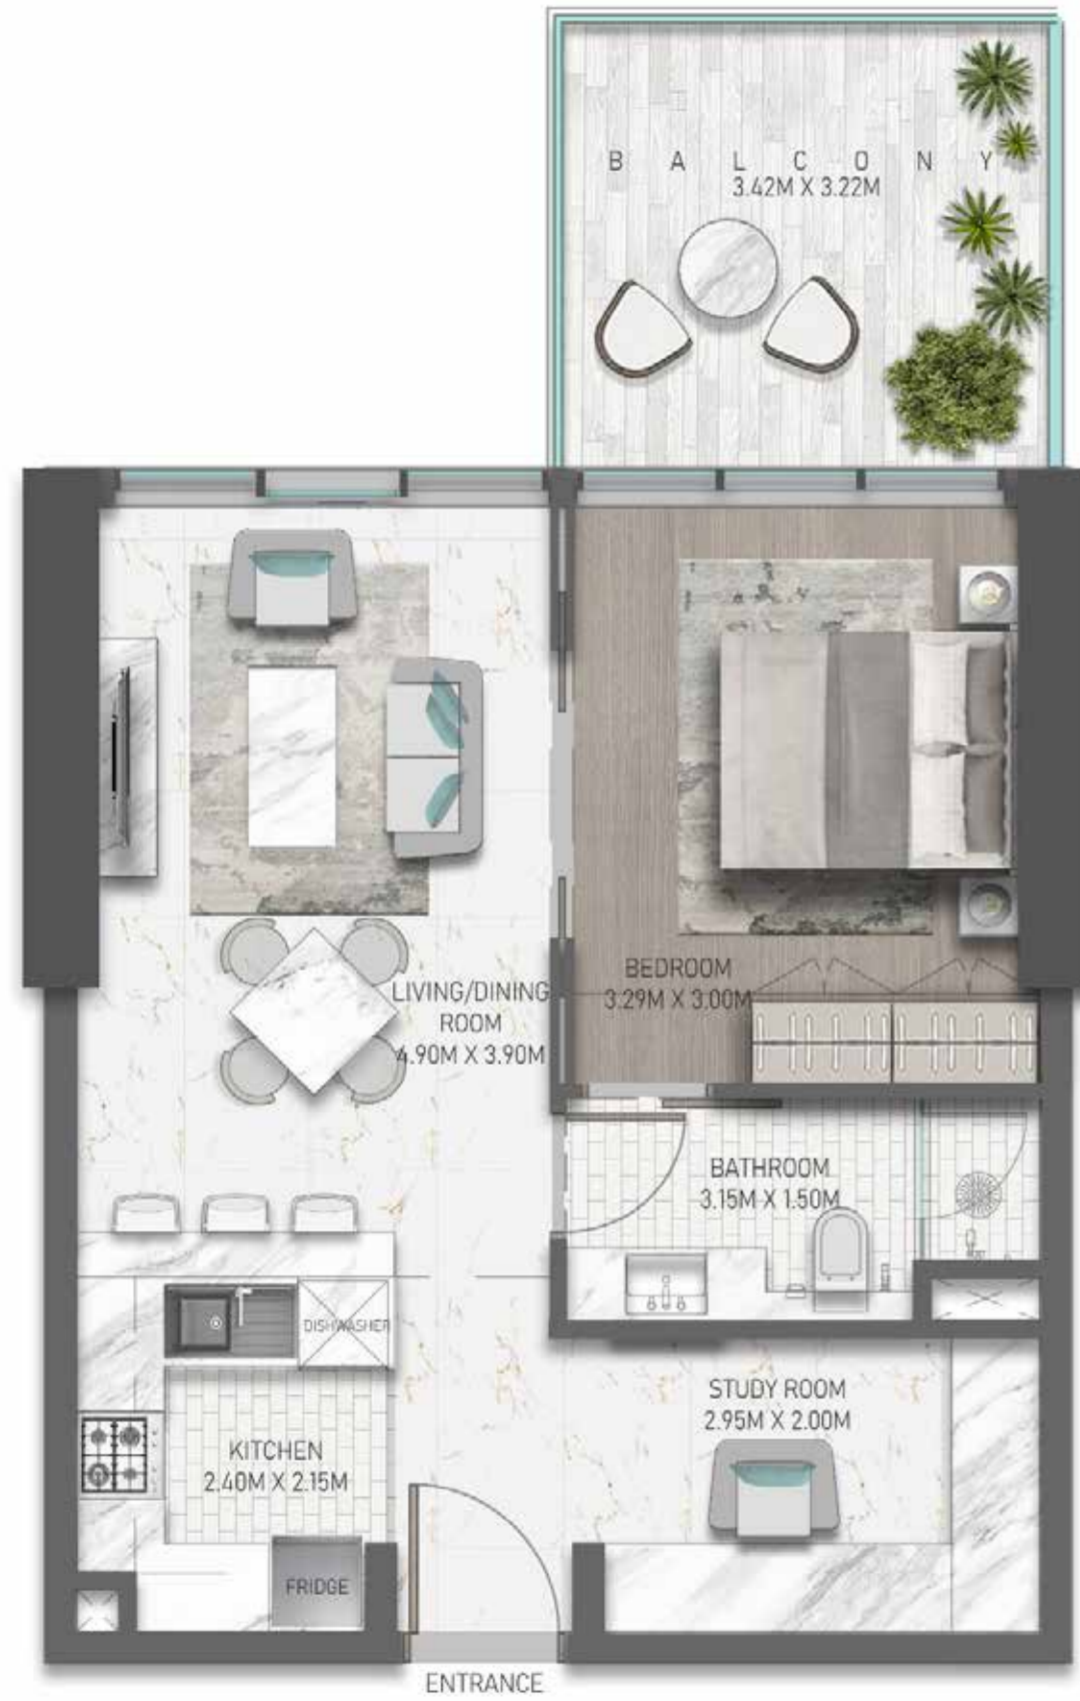 B A L C O N Y
3.42M X 3.22M
LIVING/DINING
ROOM
4.90M X 3.90M
BEDROOM
3.29M X 3.00M
BATHROOM
3.15M X 1.50M
DISHWASHER
STUDY ROOM
2.95M X 2.00M
KITCHEN
2.40M X 2.15M
FRIDGE
ENTRANCE